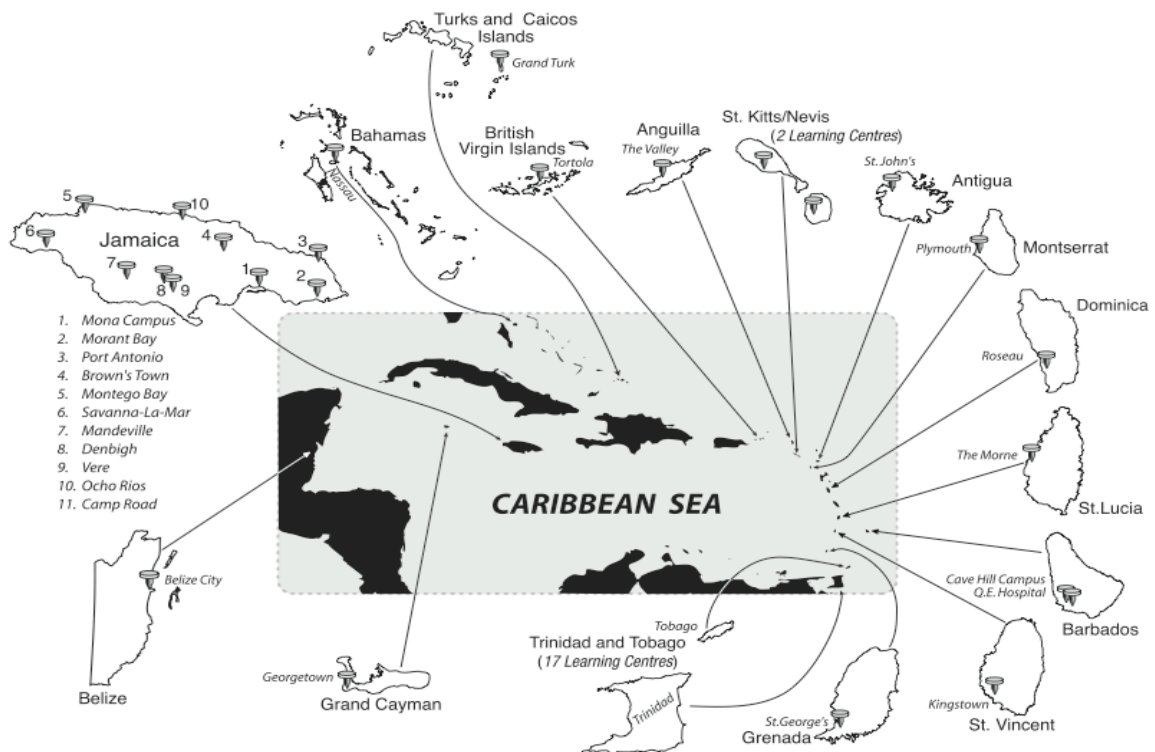 Turks and Caicos
Islands
Grand Turk
Bahamas
Nassau
British
Virgin Islands
Tortola
Anguilla
The Valley
St. Kitts/Nevis
(2 Learning Centres)
St.John's
Antigua
Plymouth
Montserrat
Dominica
Roseau
The Morne
St.Lucia
Cave Hill Campus
Q.E. Hospital
Barbados
Kingstown
St. Vincent
St.George's
Grenada
Tobago
Trinidad and Tobago
(17 Learning Centres)
Trinidad
Georgetown
Grand Cayman
Belize City
Belize
Jamaica
5
10
6
4
3
7
1
2
8
9
1. Mona Campus
2. Morant Bay
3. Port Antonio
4. Brown's Town
5. Montego Bay
6. Savanna-La-Mar
7. Mandeville
8. Denbigh
9. Vere
10. Ocho Rios
11. Camp Road
CARIBBEAN SEA